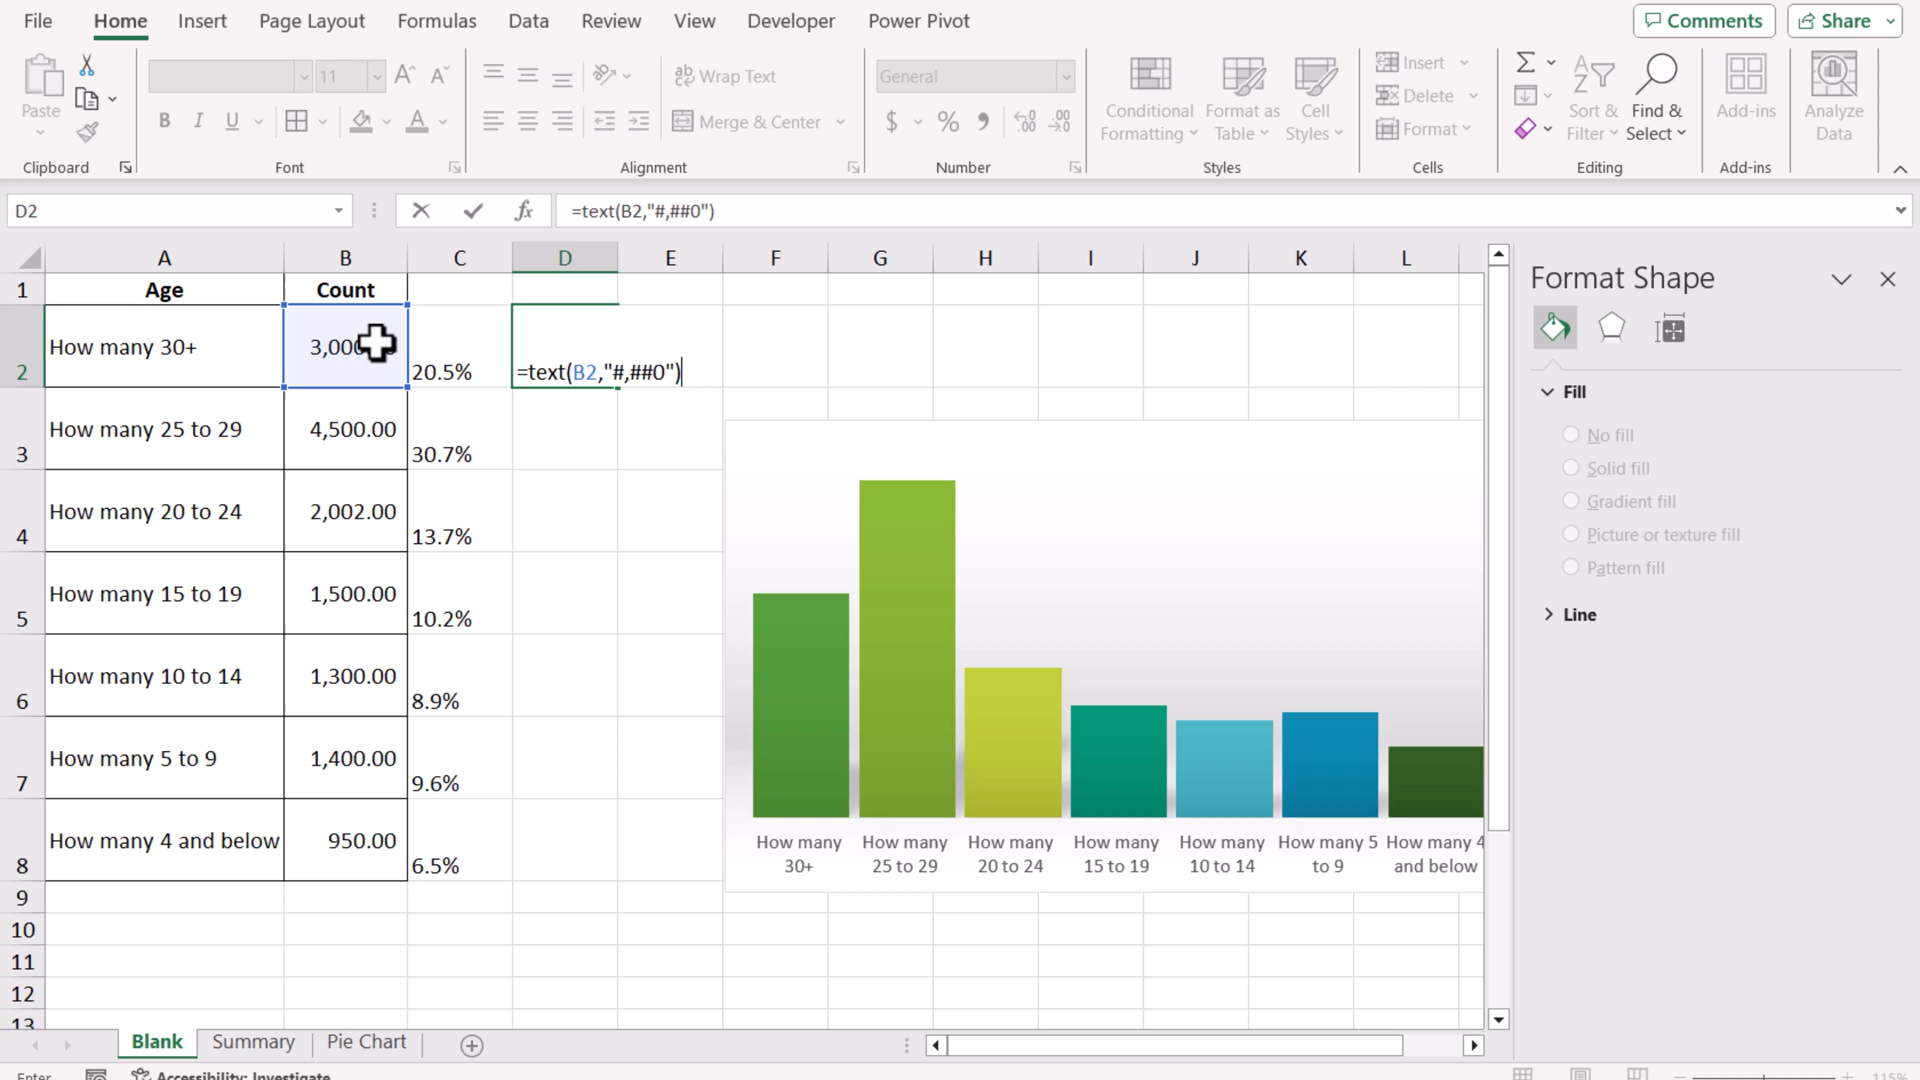 File Home Insert Page Layout Formulas Data Review View Developer Power Pivot Comments Share
Paste
11
B I U
Wrap Text
Merge & Center
General
$ % 9
Conditional Formatting
Format as Table
Cell Styles
Insert
Delete
Format
Sort & Filter
Find & Select
Add-ins
Analyze Data
Clipboard Font Alignment Number Styles Cells Editing Add-ins
D2 fx =text(B2,"#,##0")
A B C D E F G H I J K L
1 Age Count
2 How many 30+ 20.5% =text(B2,"#,##0")
3 How many 25 to 29 4,500.00 30.7%
4 How many 20 to 24 2,002.00 13.7%
5 How many 15 to 19 1,500.00 10.2%
6 How many 10 to 14 1,300.00 8.9%
7 How many 5 to 9 1,400.00 9.6%
8 How many 4 and below 950.00 6.5%
9
10
11
12
13
How many 30+
How many 25 to 29
How many 20 to 24
How many 15 to 19
How many 10 to 14
How many 5 to 9
How many 4 and below
Format Shape
Fill
No fill
Solid fill
Gradient fill
Picture or texture fill
Pattern fill
Line
Blank Summary Pie Chart
Enter Accessibility: Investigate 115%